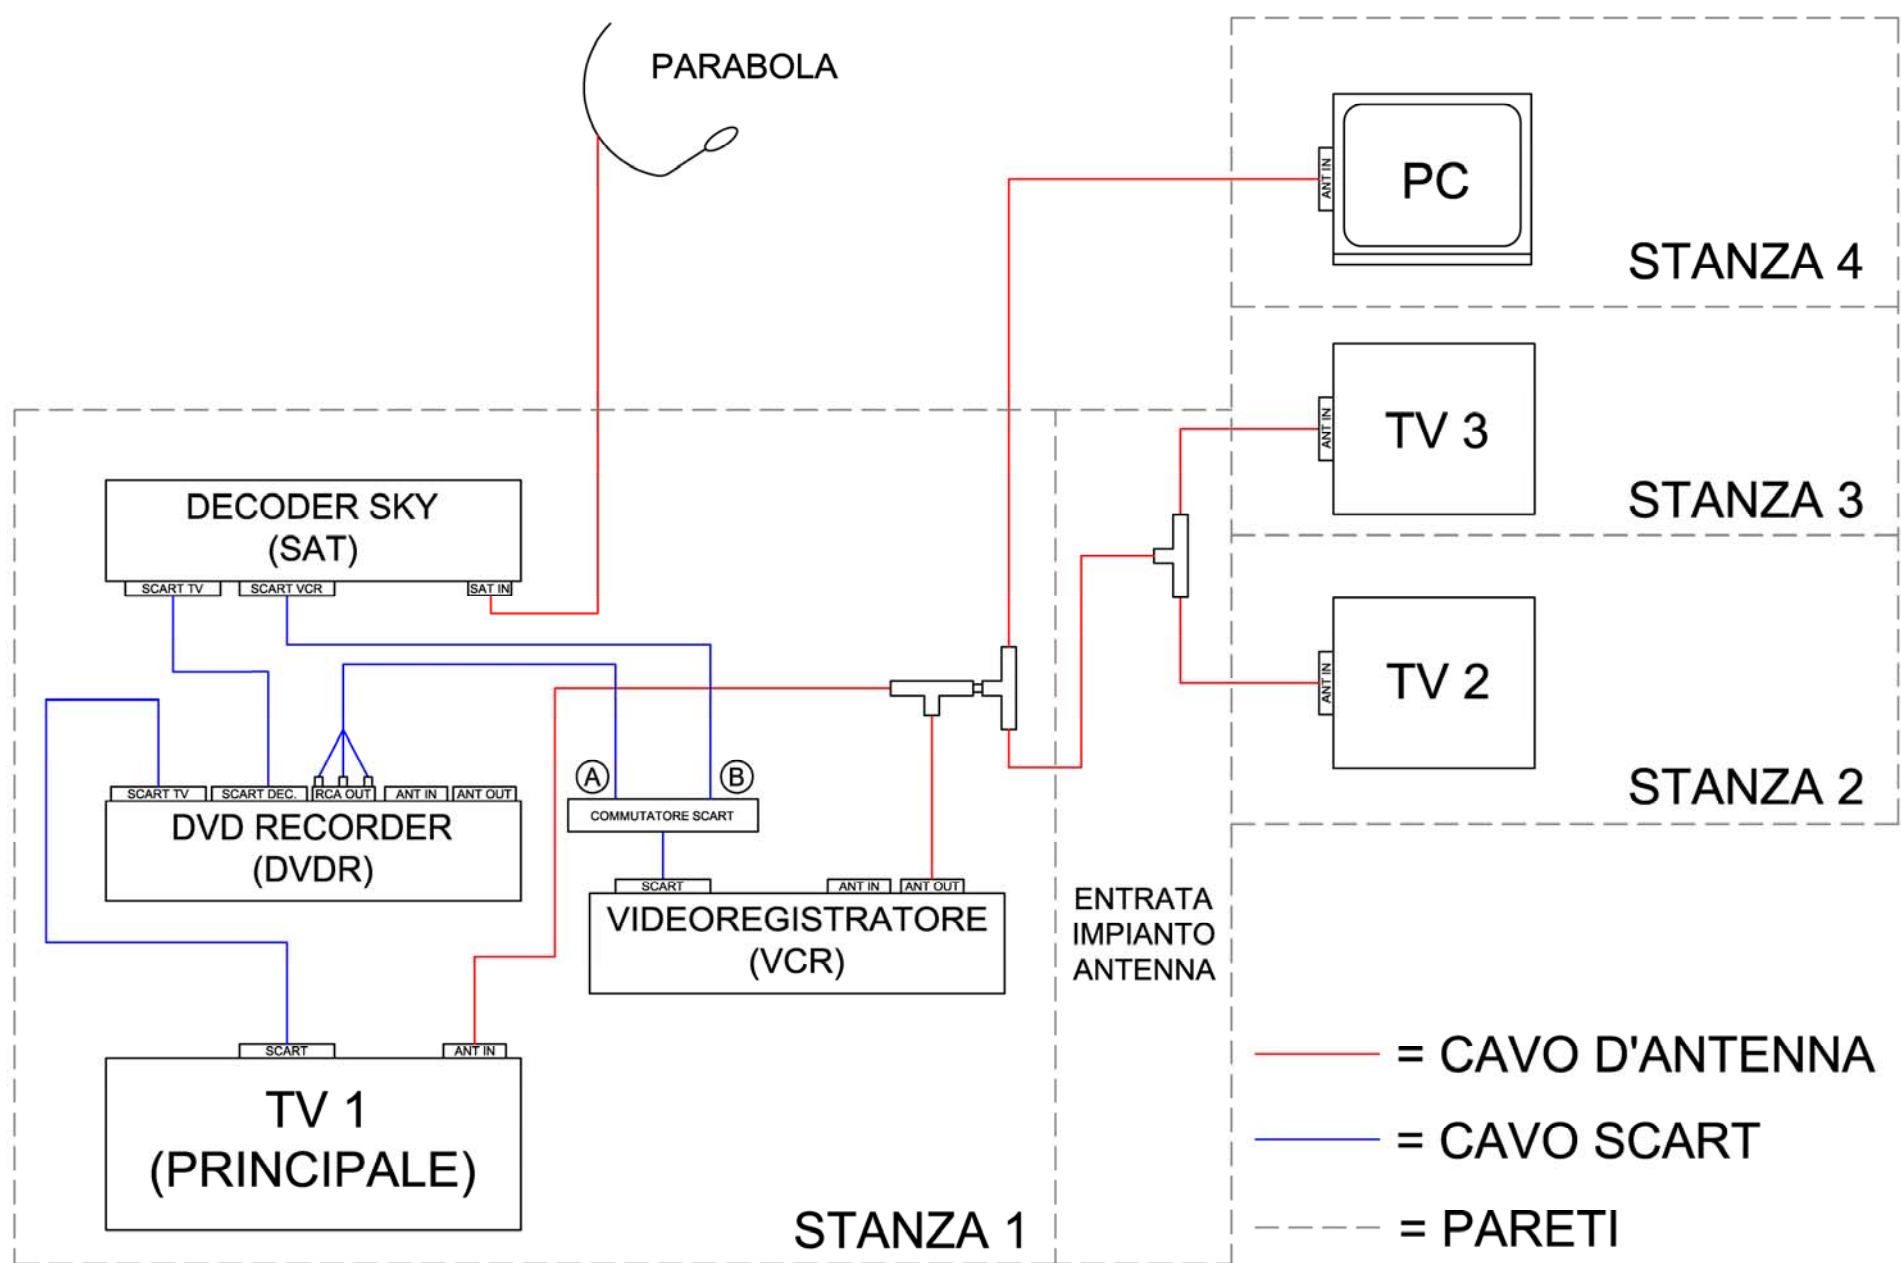 PARABOLA
ANT IN
PC
STANZA 4
ANT IN
TV 3
STANZA 3
DECODER SKY
(SAT)
SCART TV
SCART VCR
SAT IN
ANT IN
TV 2
STANZA 2
A
B
SCART TV
SCART DEC.
RCA OUT
ANT IN
ANT OUT
DVD RECORDER
(DVDR)
COMMUTATORE SCART
SCART
ANT IN
ANT OUT
VIDEOREGISTRATORE
(VCR)
ENTRATA
IMPIANTO
ANTENNA
SCART
ANT IN
TV 1
(PRINCIPALE)
STANZA 1
= CAVO D'ANTENNA
= CAVO SCART
= PARETI